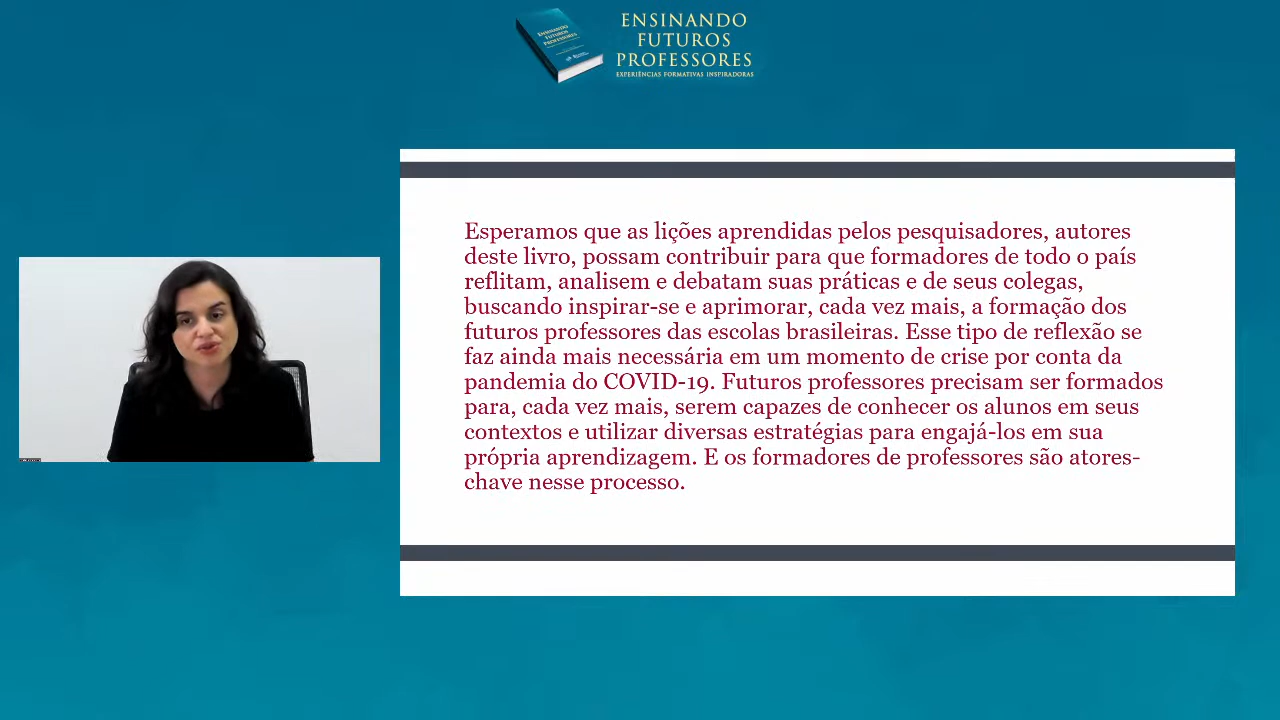 ENSINANDO
FUTUROS
PROFESSORES
EXPERIÊNCIAS FORMATIVAS INSPIRADORAS
ENSINANDO
FUTUROS
PROFESSORES
Esperamos que as lições aprendidas pelos pesquisadores, autores
deste livro, possam contribuir para que formadores de todo o país
reflitam, analisem e debatam suas práticas e de seus colegas,
buscando inspirar-se e aprimorar, cada vez mais, a formação dos
futuros professores das escolas brasileiras. Esse tipo de reflexão se
faz ainda mais necessária em um momento de crise por conta da
pandemia do COVID-19. Futuros professores precisam ser formados
para, cada vez mais, serem capazes de conhecer os alunos em seus
contextos e utilizar diversas estratégias para engajá-los em sua
própria aprendizagem. E os formadores de professores são atores-
chave nesse processo.